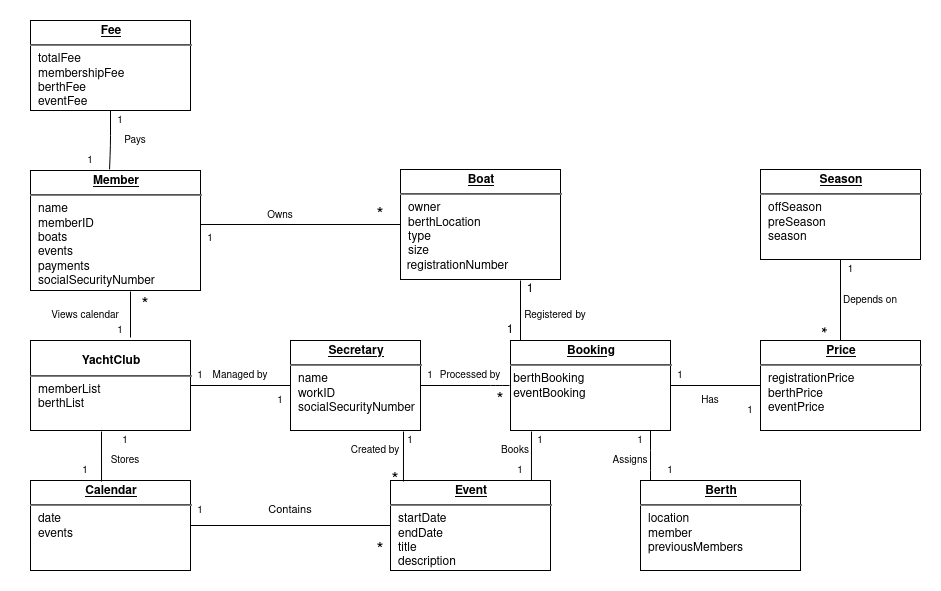 Fee
totalFee
membershipFee
berthFee
eventFee
1
Pays
1
Member
name
memberID
boats
events
payments
socialSecurityNumber
Owns
*
1
Boat
owner
berthLocation
type
size
registrationNumber
Season
offSeason
preSeason
season
1
Depends on
*
*
Views calendar
1
1
Registered by
1
YachtClub
memberList
berthList
1 Managed by
1
Secretary
name
workID
socialSecurityNumber
1 Processed by
*
Booking
berthBooking
eventBooking
1
Has
1
Price
registrationPrice
berthPrice
eventPrice
1
Stores
1
1
Created by
*
1
Books
1
1
Assigns
1
Calendar
date
events
1
Contains
*
Event
startDate
endDate
title
description
Berth
location
member
previousMembers